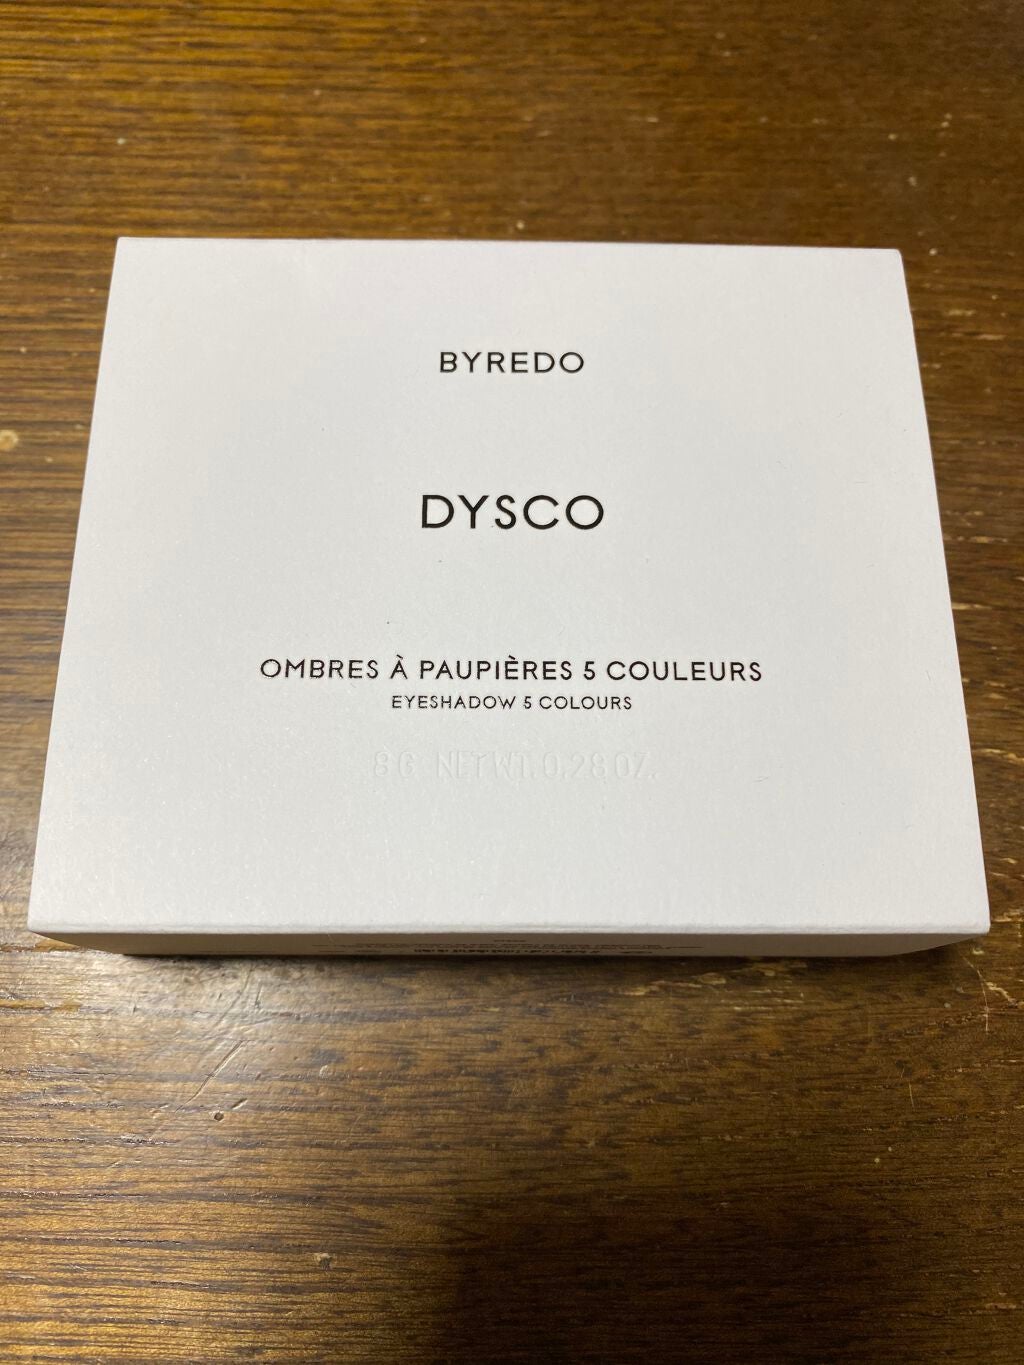 BYREDO
DYSCO
OMBRES À PAUPIÈRES 5 COULEURS
EYESHADOW 5 COLOURS
8 G NET WT. 0.28 OZ.